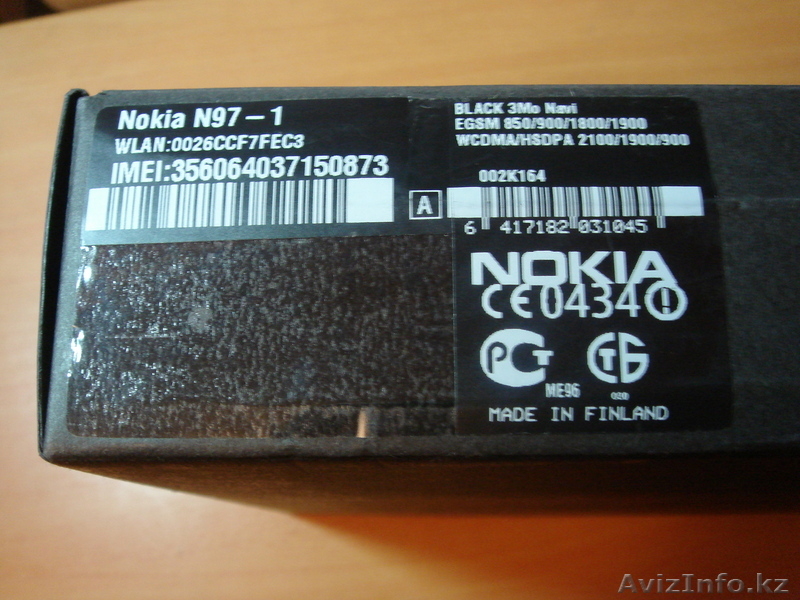 Nokia N97-1
WLAN:0026CCF7FEC3
IMEI:356064037150873
A
BLACK 3Mo Navi
EGSM 850/900/1800/1900
WCDMA/HSDPA 2100/1900/900
002K164
6 417182 031045
NOKIA
CE0434!
PCT
ME96
020
MADE IN FINLAND
AvizInfo.kz